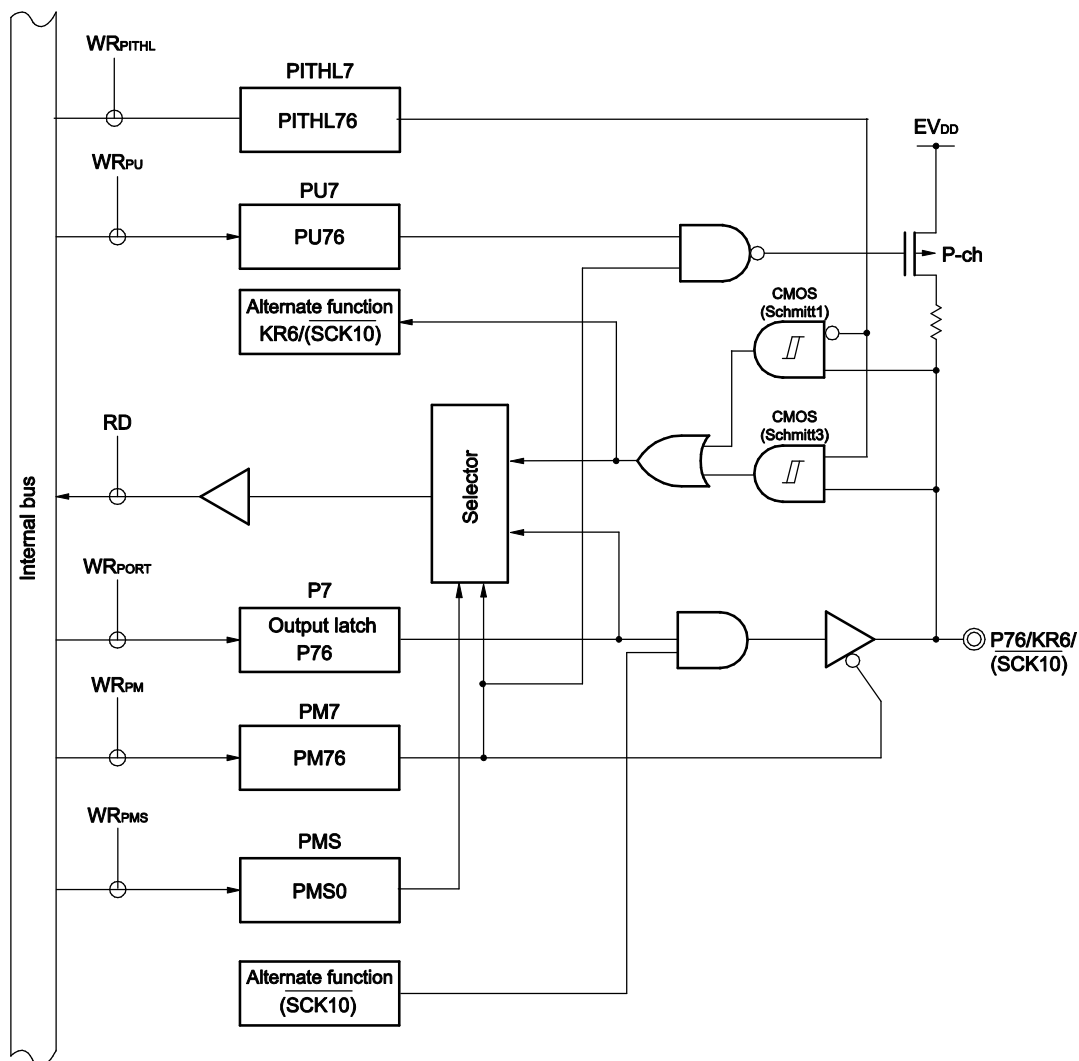 WRPITHL
PITHL7
PITHL76
WRPU
PU7
PU76
EVDD
P-ch
Alternate function
KR6/(SCK10)
CMOS
(Schmitt1)
RD
Selector
CMOS
(Schmitt3)
Internal bus
WRPORT
P7
Output latch
P76
P76/KR6/
(SCK10)
WRPM
PM7
PM76
WRPMS
PMS
PMS0
Alternate function
(SCK10)